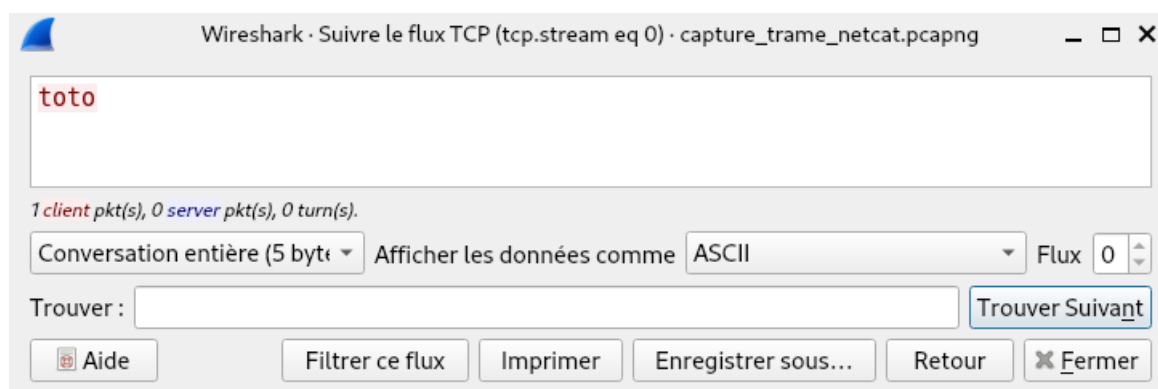 Wireshark · Suivre le flux TCP (tcp.stream eq 0) · capture_trame_netcat.pcapng
toto
1 client pkt(s), 0 server pkt(s), 0 turn(s).
Conversation entière (5 byte Afficher les données comme ASCII Flux 0
Trouver : Trouver Suivant
Aide Filtrer ce flux Imprimer Enregistrer sous... Retour Fermer